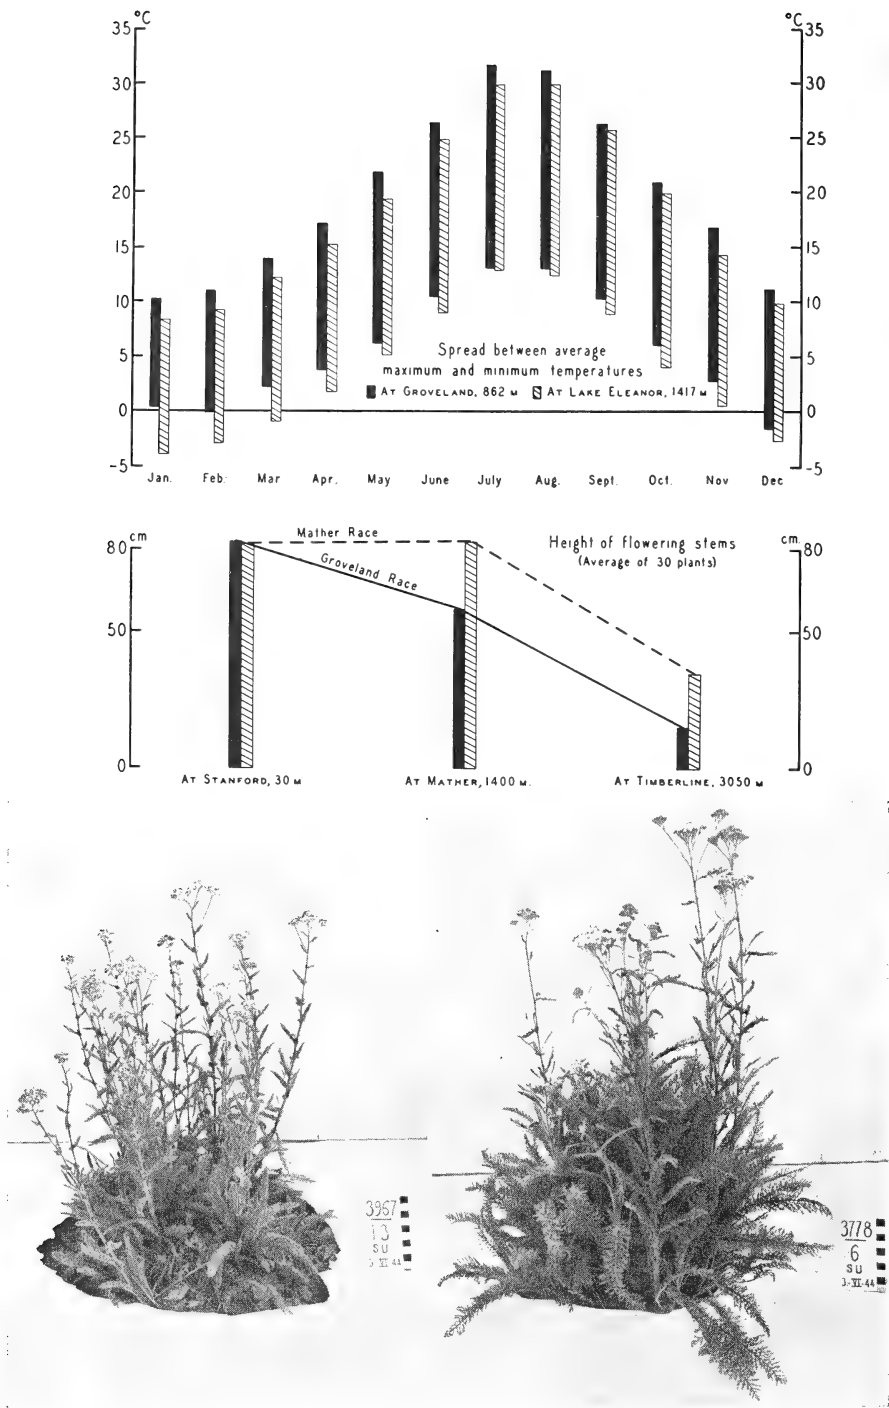 °C
°C
35
35
30
30
25
25
20
20
15
15
10
10
5
5
0
0
-5
-5
Spread between average
maximum and minimum temperatures
AT GROVELAND, 862 M AT LAKE ELEANOR, 1417 M
Jan. Feb. Mar Apr. May June July Aug. Sept. Oct. Nov Dec
cm
cm.
80
80
50
50
0
0
Mather Race
Groveland Race
Height of flowering stems
(Average of 30 plants)
AT STANFORD, 30 M AT MATHER, 1400 M. AT TIMBERLINE, 3050 M
3967
13
SU
3-VI-44
3778
6
SU
3-VI-44